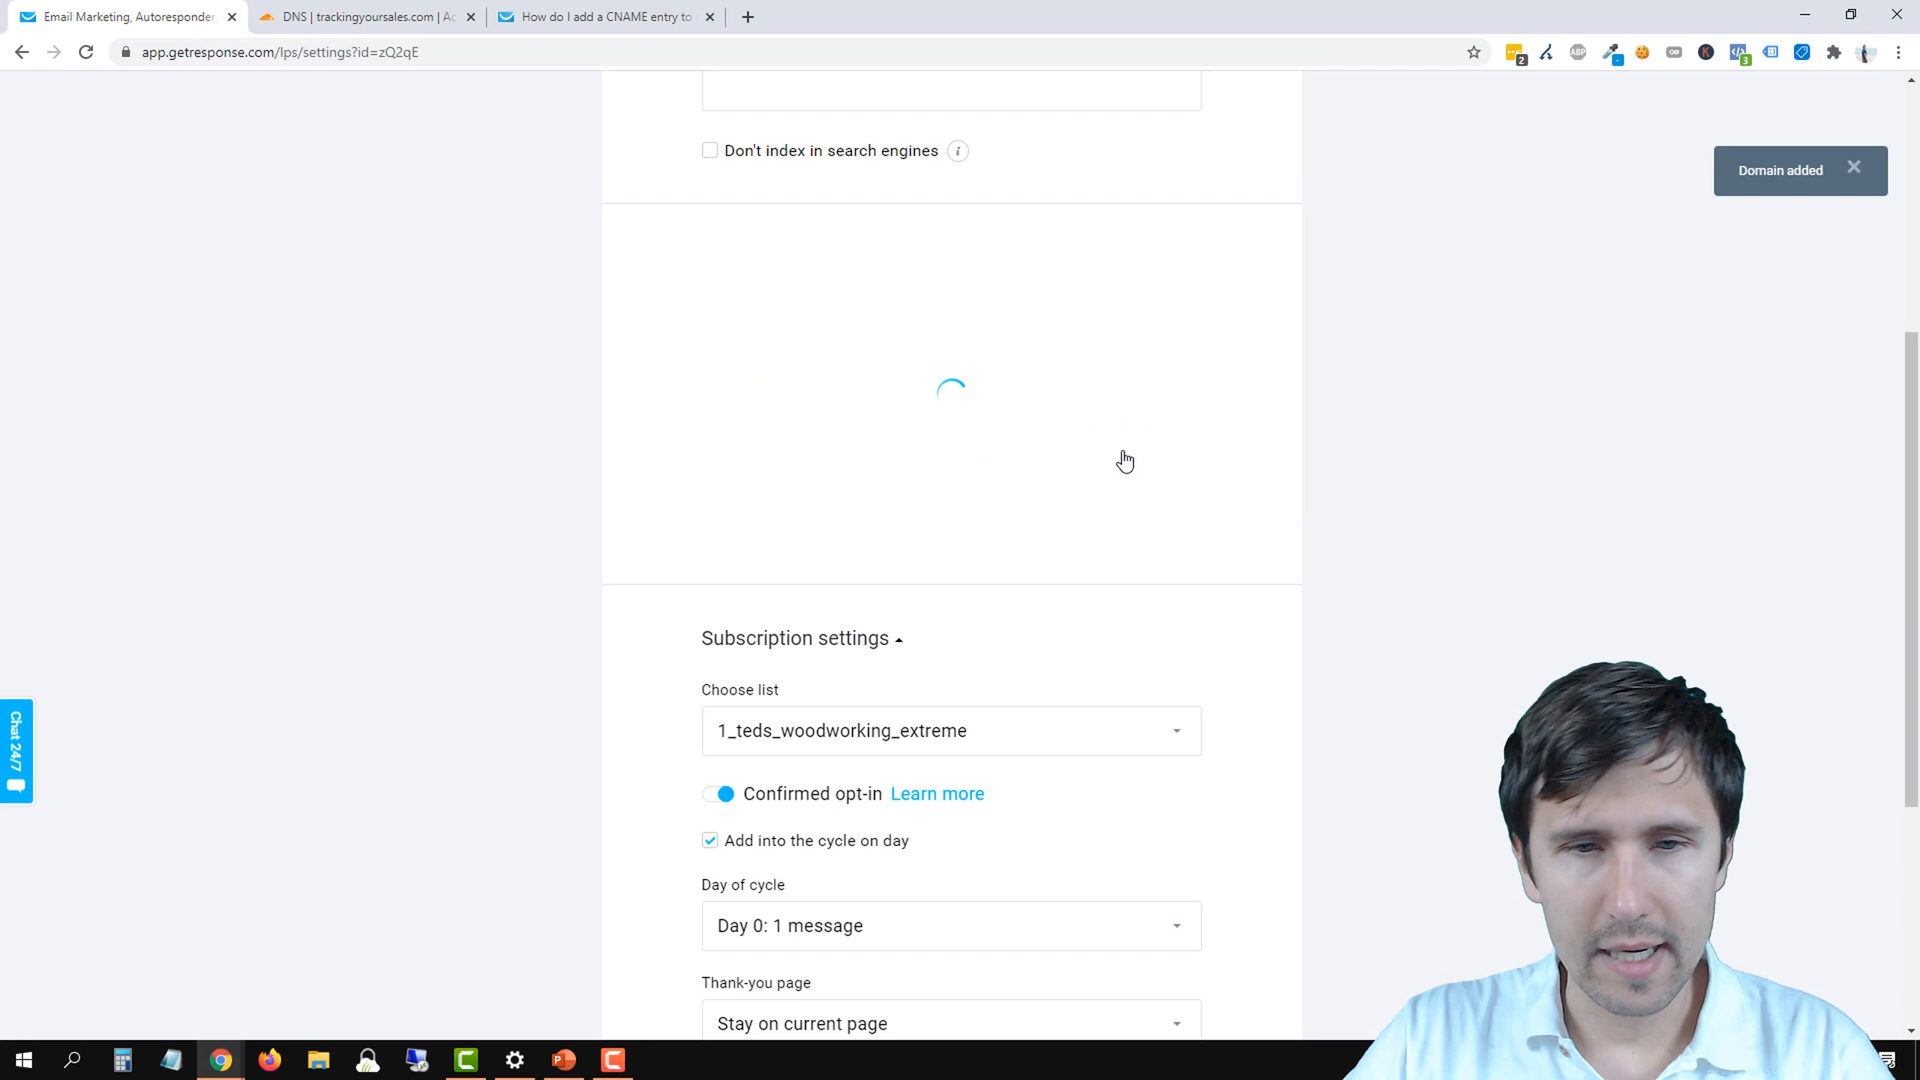 Email Marketing, Autoresponder,
DNS | trackingyoursales.com | Ac
How do I add a CNAME entry to
app.getresponse.com/lps/settings?id=zQ2qE
ABP
2
3
Don't index in search engines
Domain added
Subscription settings
Choose list
1_teds_woodworking_extreme
Confirmed opt-in Learn more
Add into the cycle on day
Day of cycle
Day 0: 1 message
Thank-you page
Stay on current page
Chat 24/7